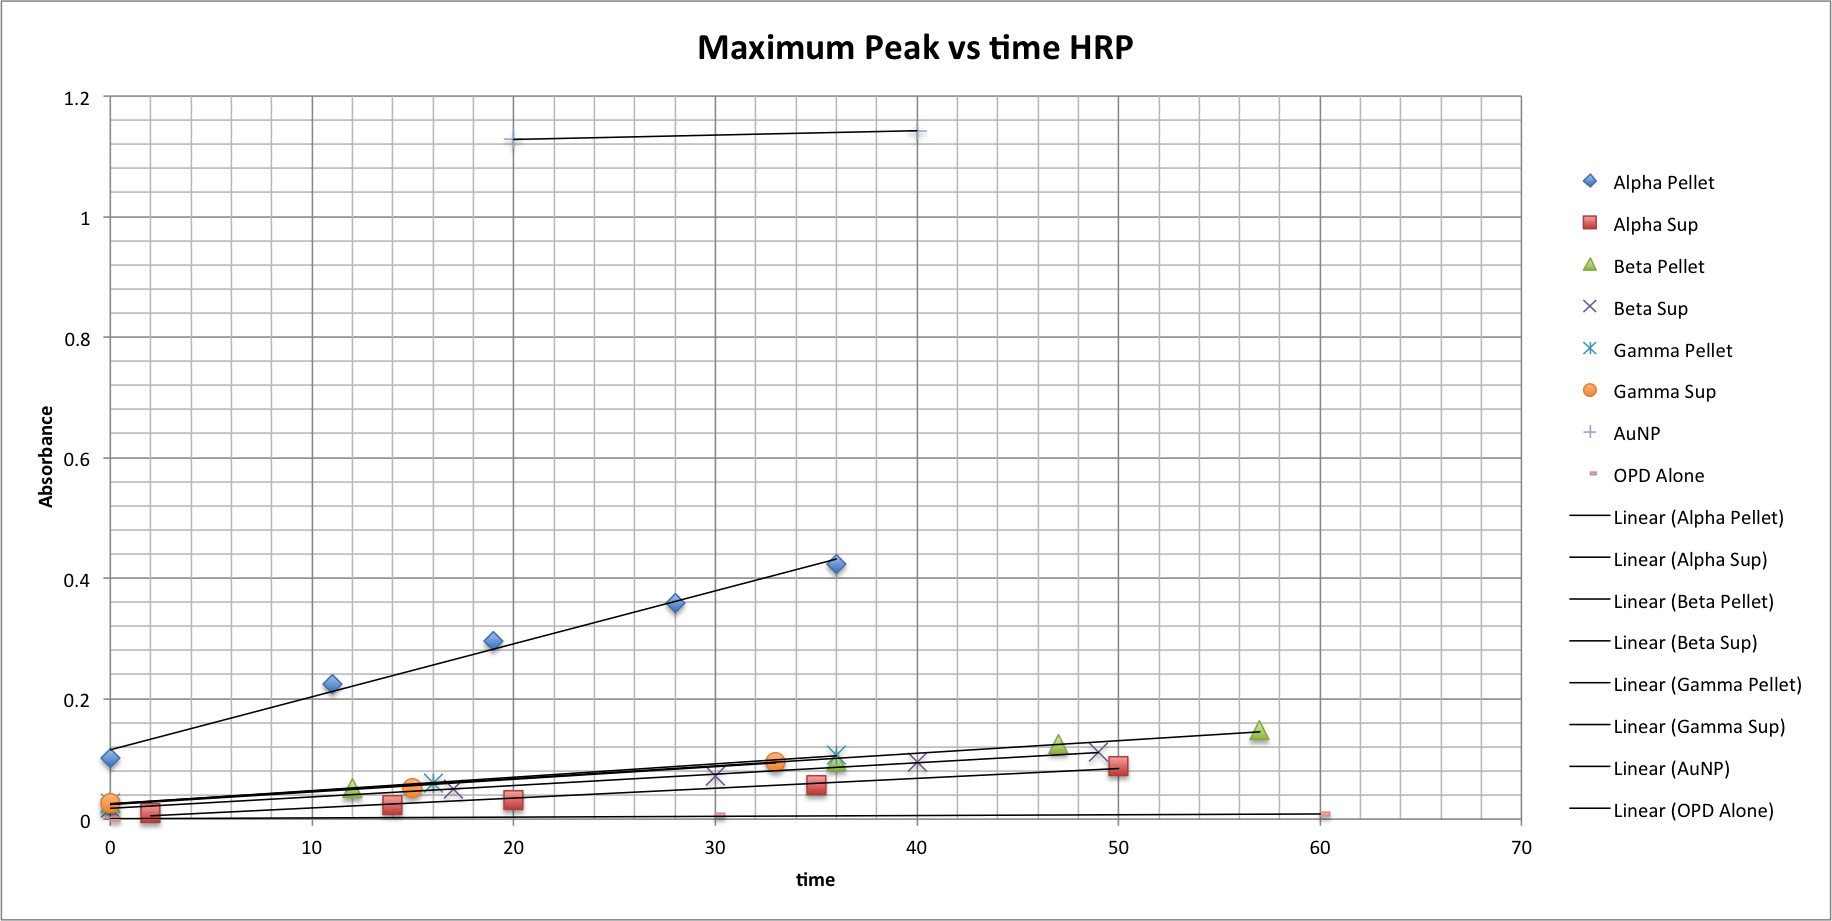 Maximum Peak vs time HRP
Absorbance
1.2
1
0.8
0.6
0.4
0.2
0
0 10 20 30 40 50 60 70
time
Alpha Pellet
Alpha Sup
Beta Pellet
Beta Sup
Gamma Pellet
Gamma Sup
AuNP
OPD Alone
Linear (Alpha Pellet)
Linear (Alpha Sup)
Linear (Beta Pellet)
Linear (Beta Sup)
Linear (Gamma Pellet)
Linear (Gamma Sup)
Linear (AuNP)
Linear (OPD Alone)